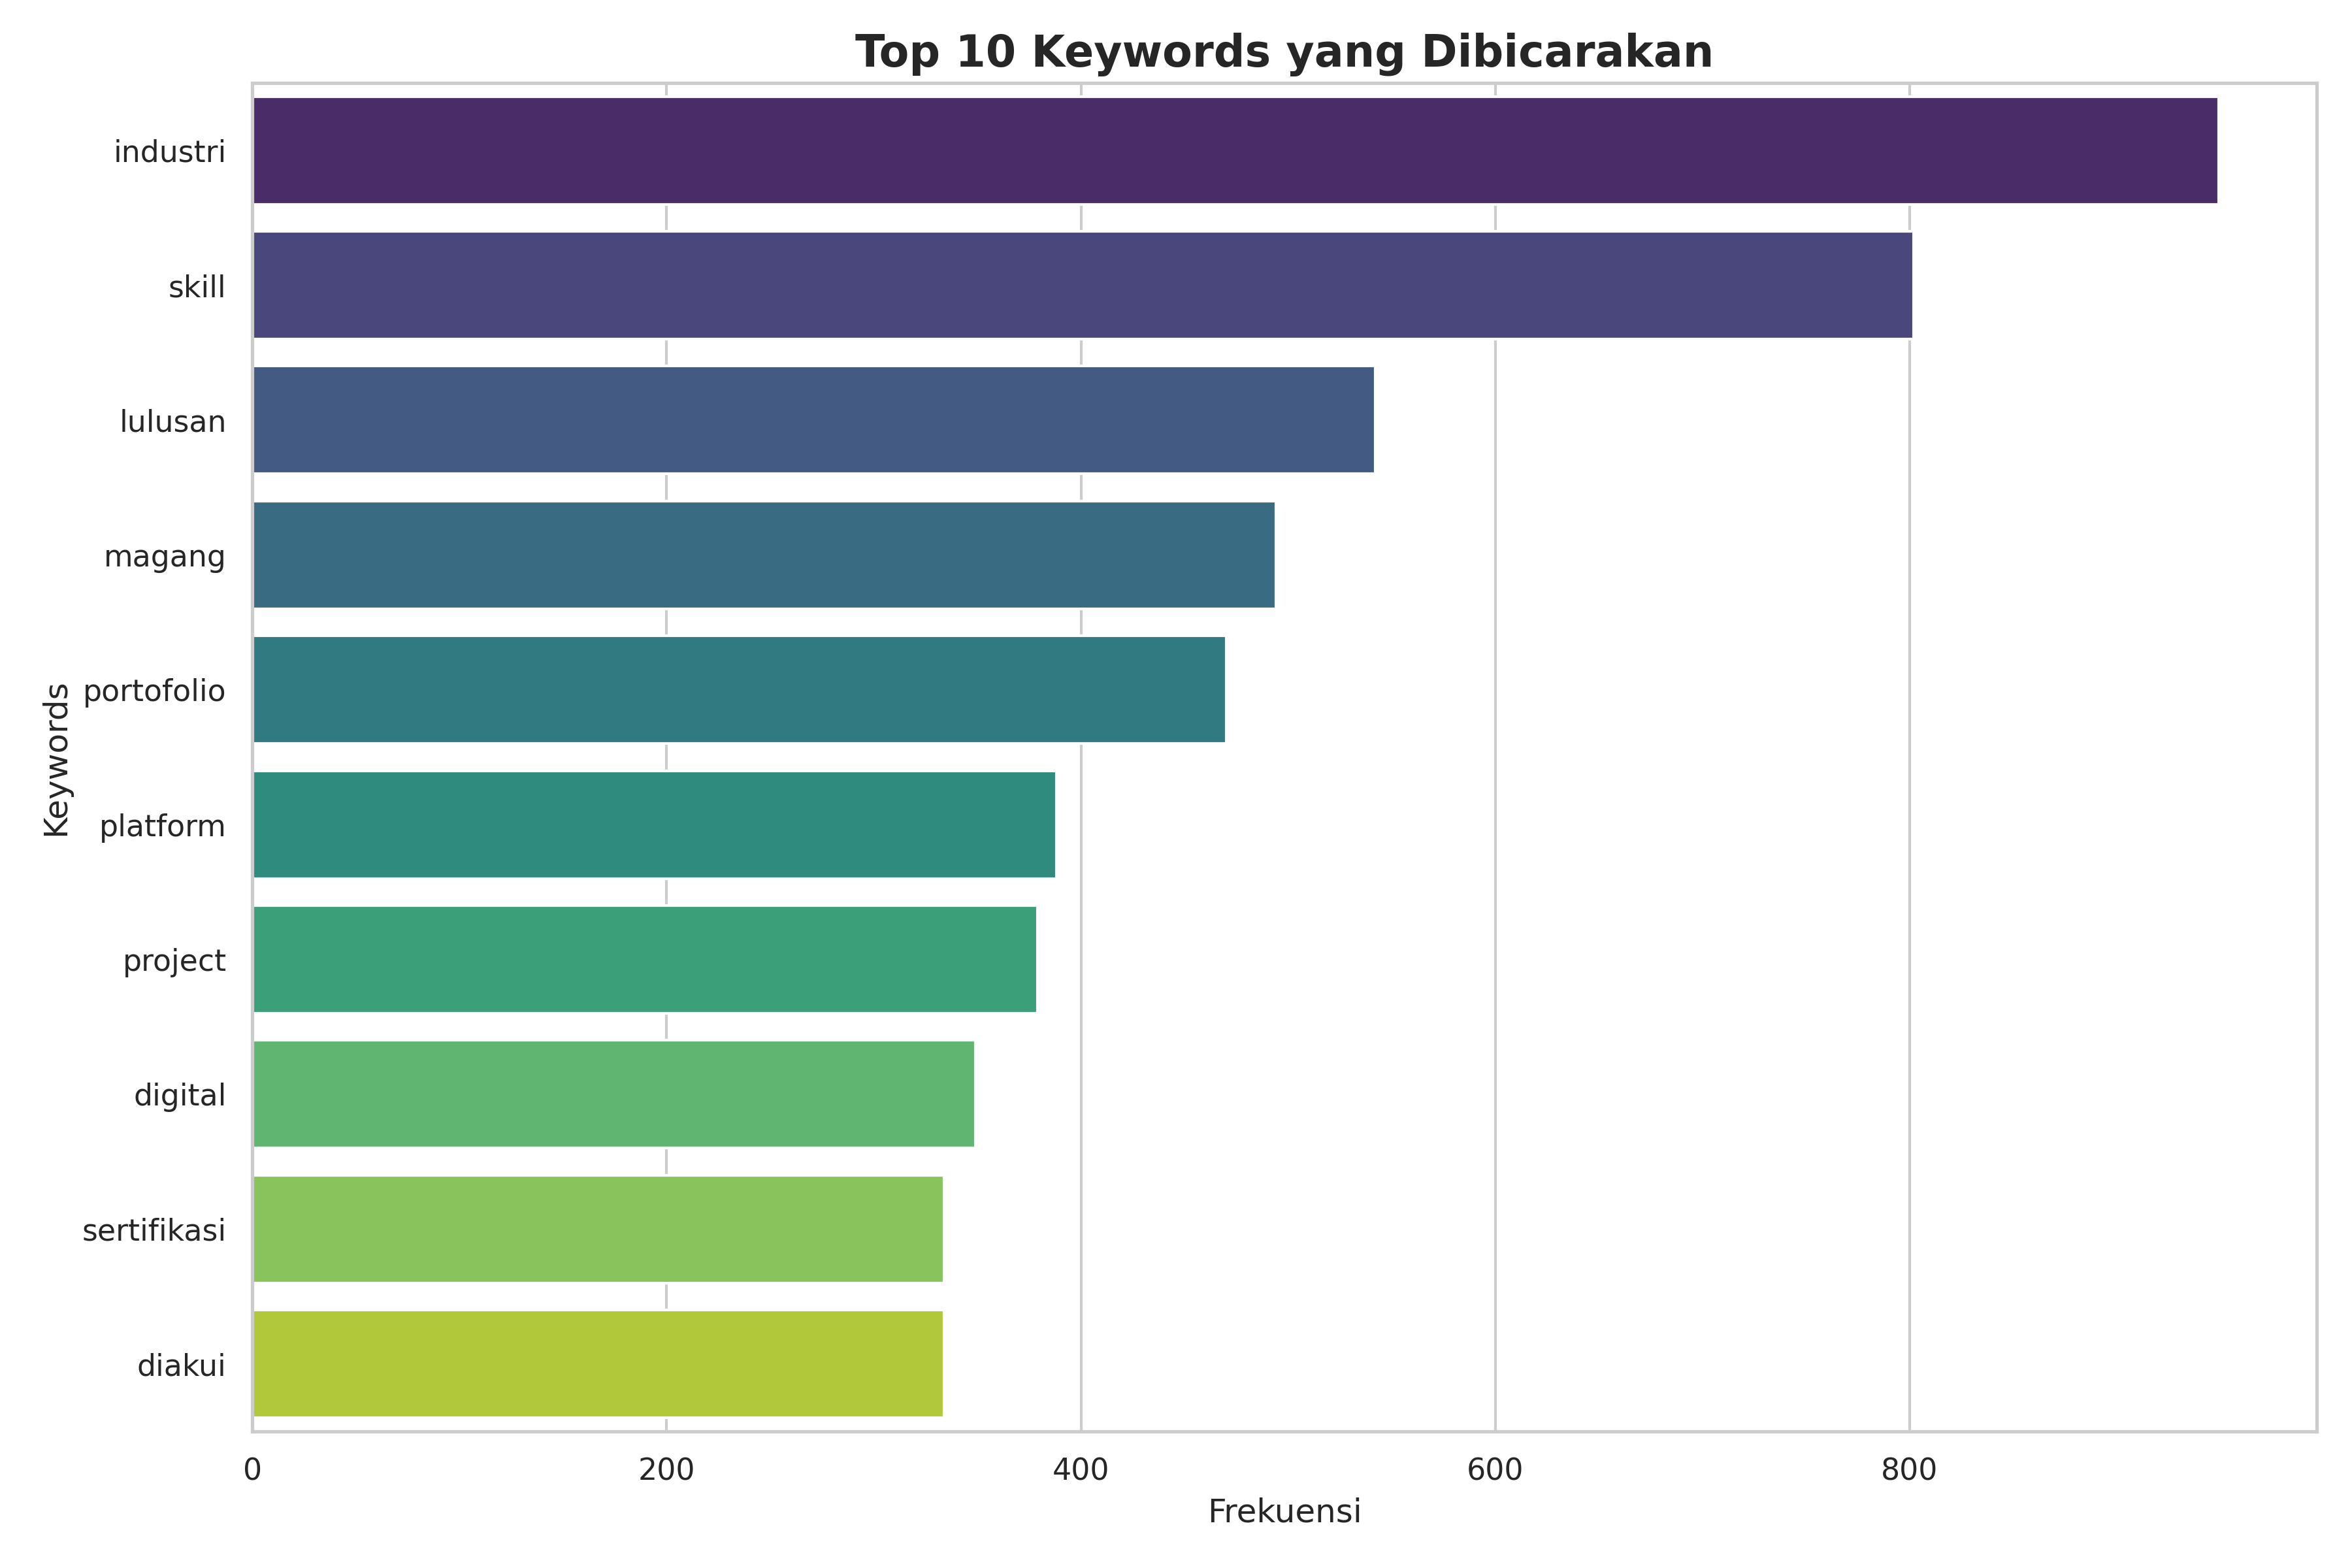 Top 10 Keywords yang Dibicarakan
industri
skill
lulusan
magang
portofolio
platform
project
digital
sertifikasi
diakui
Keywords
0 200 400 600 800
Frekuensi